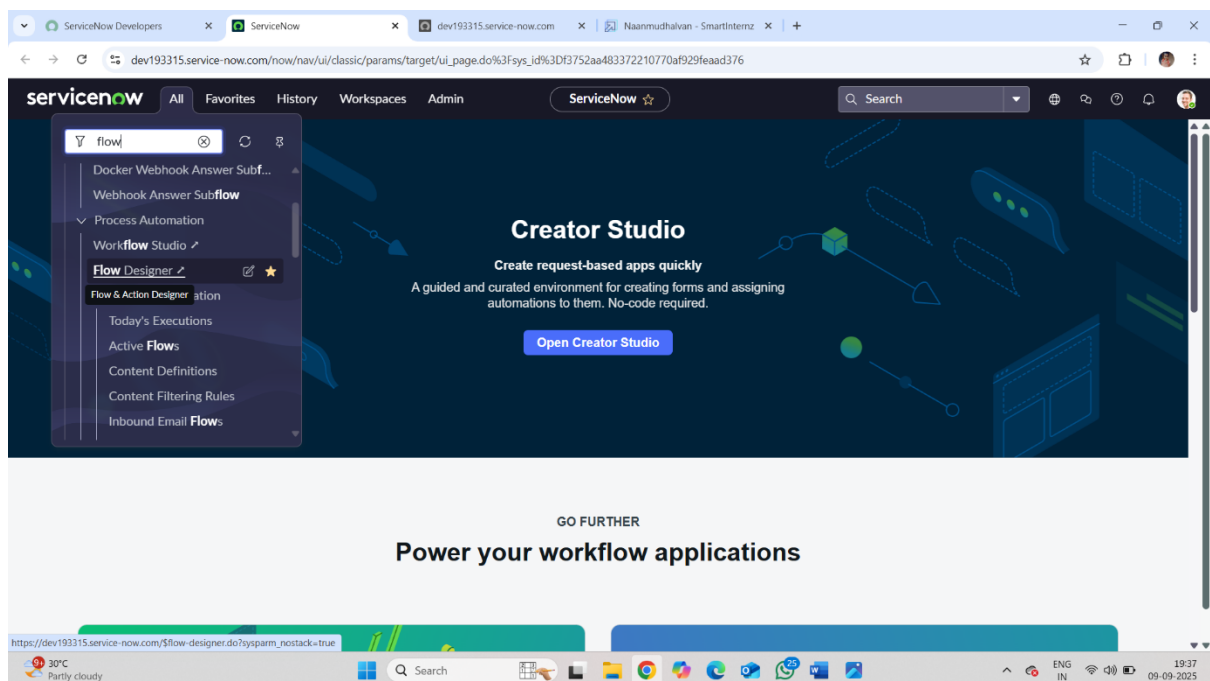 ServiceNow Developers
ServiceNow
dev193315.service-now.com
Naanmudhalvan - SmartInternz
dev193315.service-now.com/now/nav/ui/classic/params/target/ui_page.do%3Fsys_id%3Df3752aa483372210770af929feaad376
servicenow
All
Favorites
History
Workspaces
Admin
ServiceNow
Search
flow
Docker Webhook Answer Subf...
Webhook Answer Subflow
Process Automation
Workflow Studio
Flow Designer
Flow & Action Designer
ation
Today's Executions
Active Flows
Content Definitions
Content Filtering Rules
Inbound Email Flows
Creator Studio
Create request-based apps quickly
A guided and curated environment for creating forms and assigning
automations to them. No-code required.
Open Creator Studio
GO FURTHER
Power your workflow applications
https://dev193315.service-now.com/$flow-designer.do?sysparm_nostack=true
9+
30°C
Partly cloudy
Search
25
ENG
IN
19:37
09-09-2025